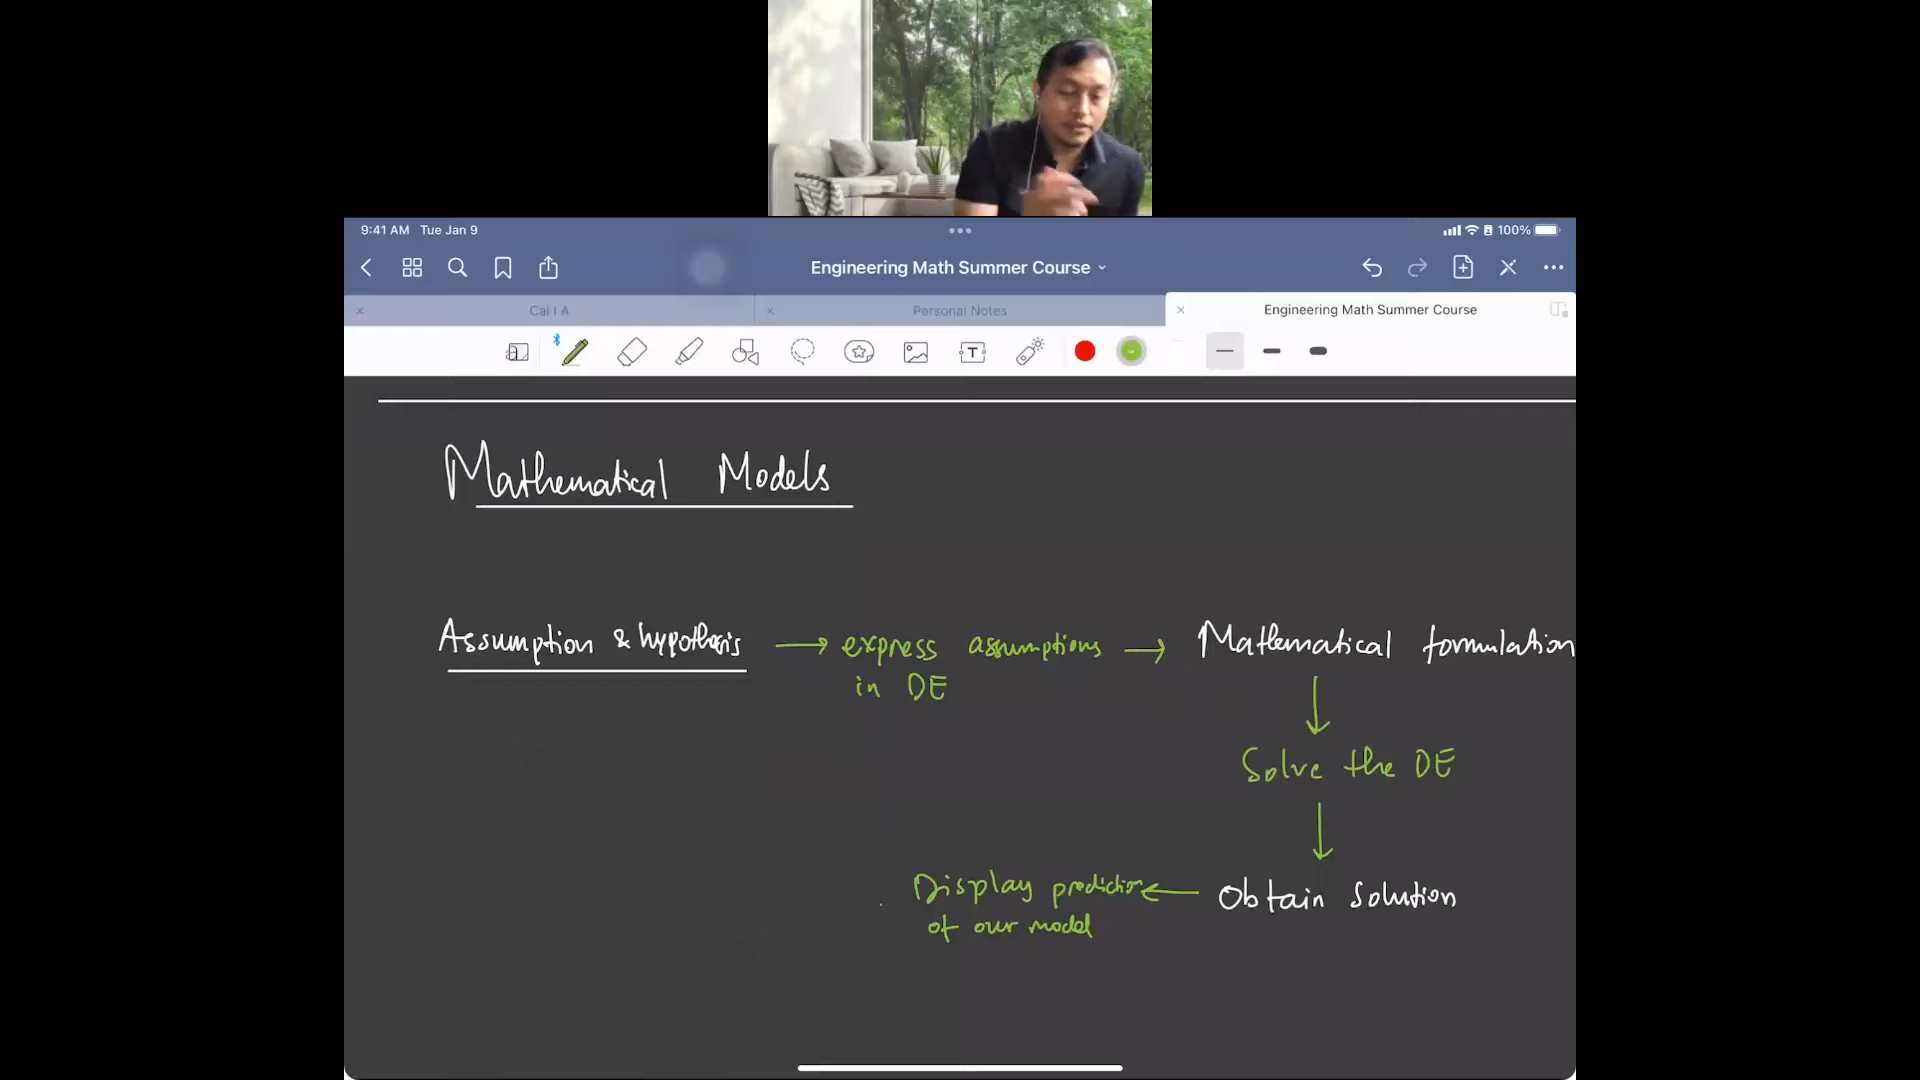 9:41 AM Tue Jan 9
100%
Engineering Math Summer Course
Cal I A
Personal Notes
Engineering Math Summer Course
Mathematical Models
Assumption & hypothesis → express assumptions → Mathematical formulation
in DE
↓
Solve the DE
↓
Display prediction ← Obtain solution
of our model